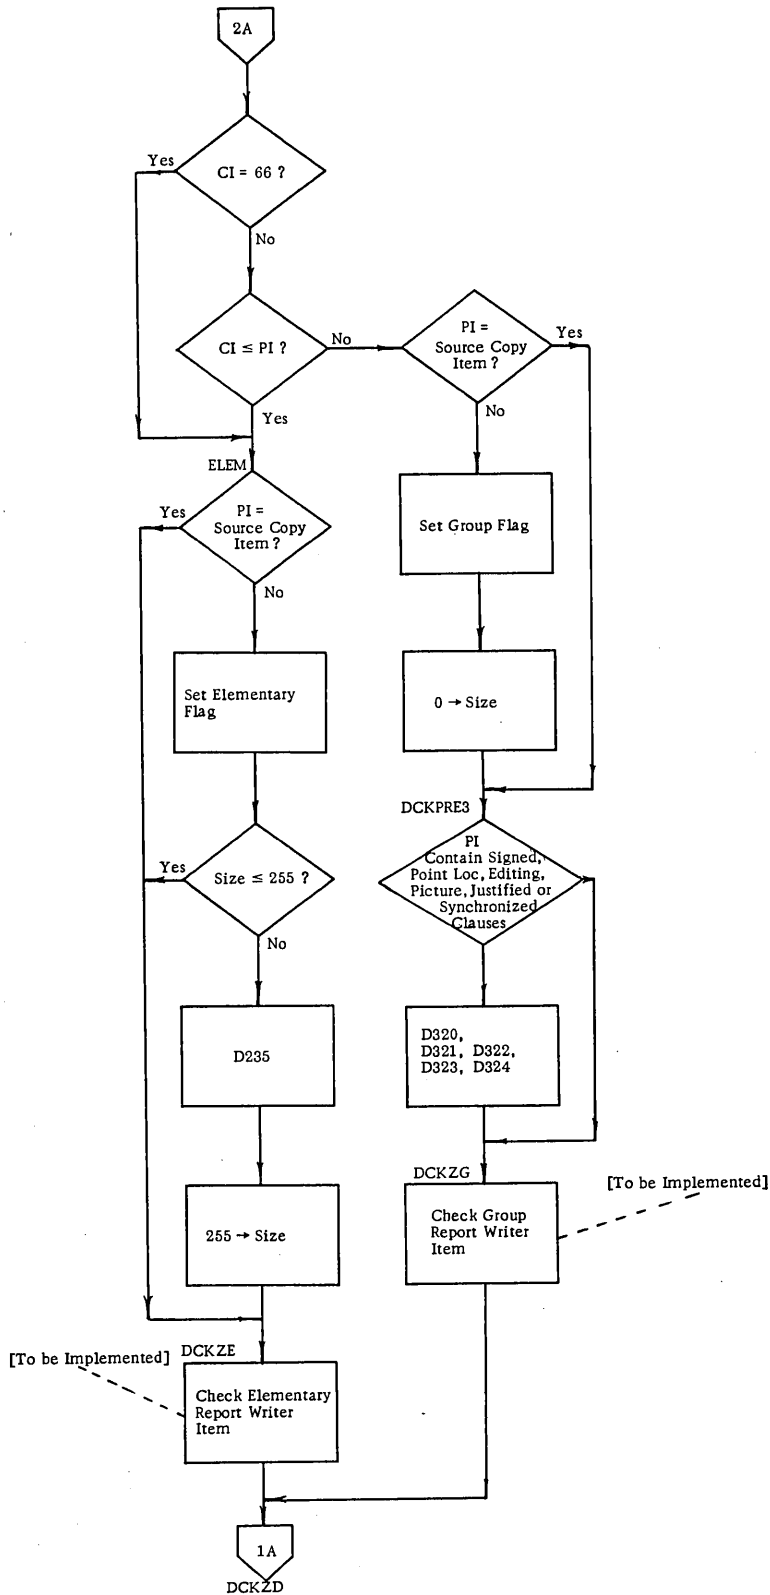 2A
Yes
CI = 66 ?
No
CI ≤ PI ?
No
PI =
Source Copy
Item ?
Yes
Yes
No
ELEM
Yes
PI =
Source Copy
Item ?
Set Group Flag
No
Set Elementary
Flag
0 → Size
DCKPRE3
PI
Contain Signed,
Point Loc, Editing,
Picture, Justified or
Synchronized
Clauses
Yes
Size ≤ 255 ?
No
D235
D320,
D321, D322,
D323, D324
DCKZG
[To be Implemented]
Check Group
Report Writer
Item
255 → Size
DCKZE
[To be Implemented]
Check Elementary
Report Writer
Item
1A
DCKZD